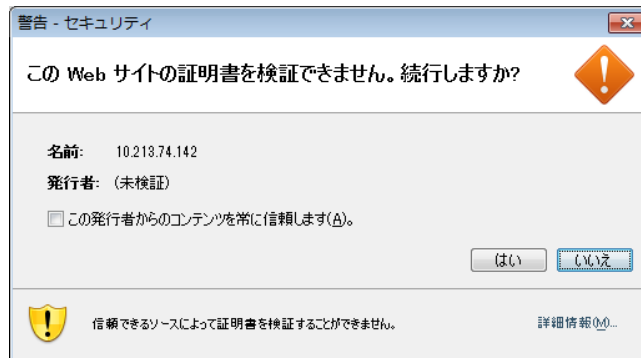 警告 - セキュリティ
この Web サイトの証明書を検証できません。続行しますか?
名前: 10.213.74.142
発行者: (未検証)
この発行者からのコンテンツを常に信頼します(A)。
はい いいえ
信頼できるソースによって証明書を検証することができません。 詳細情報(M)...